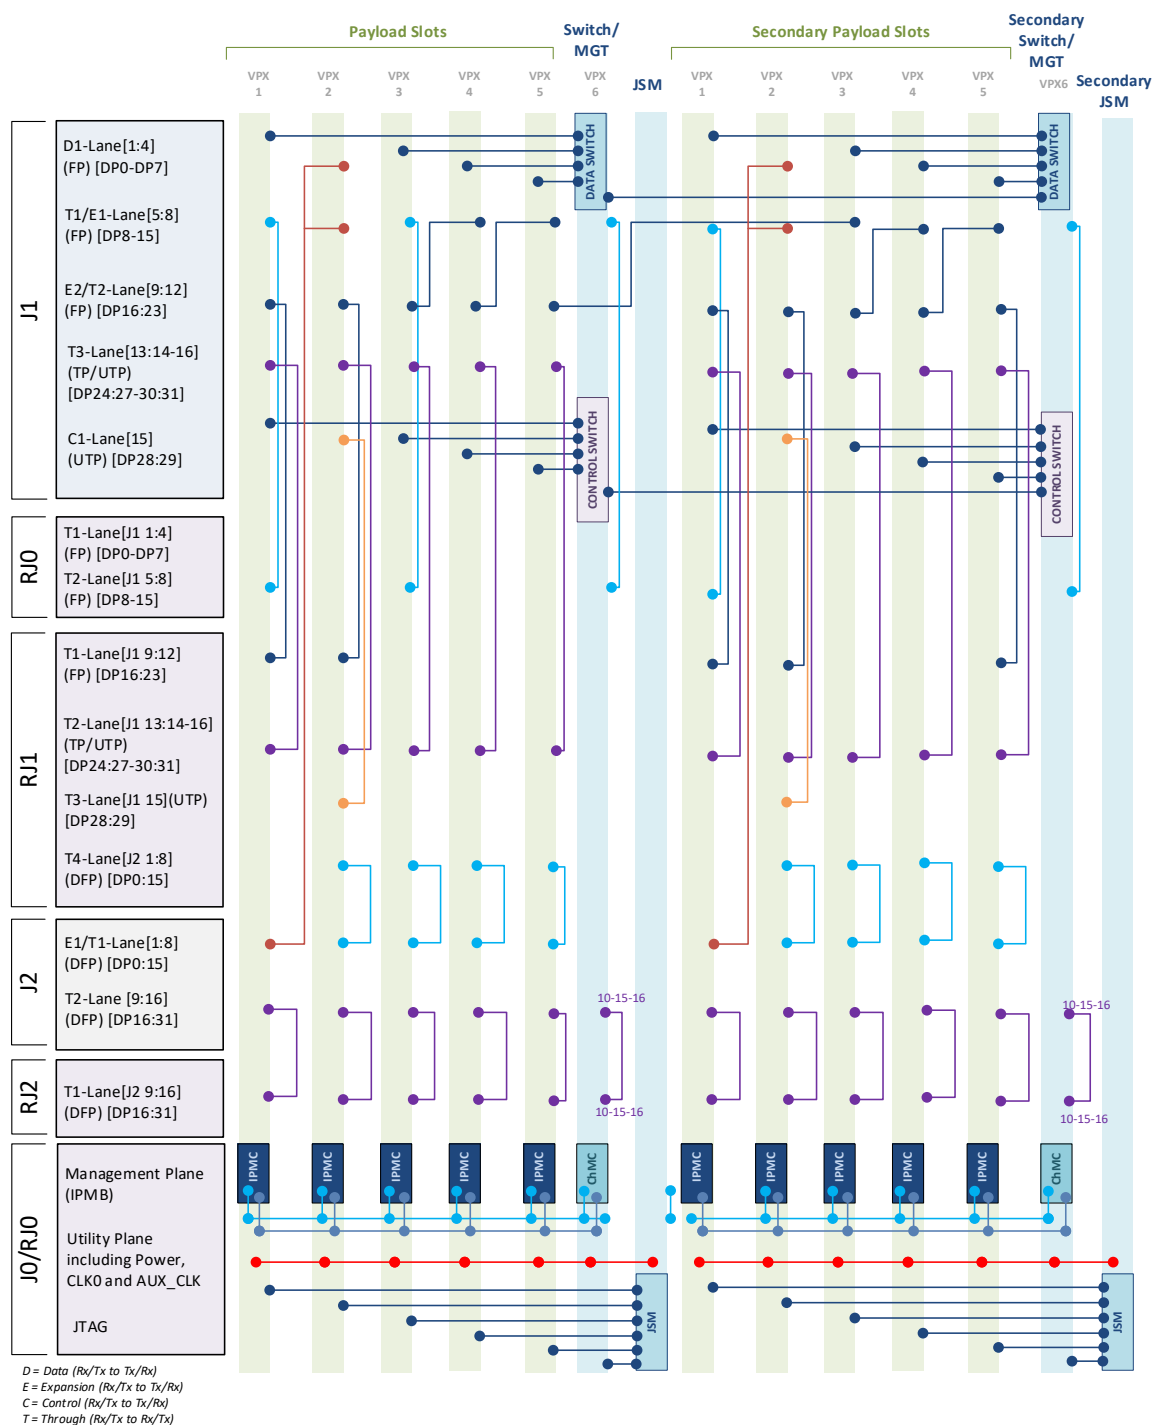 Payload Slots
Switch/
MGT
Secondary Payload Slots
Secondary
Switch/
MGT
VPX
1
VPX
2
VPX
3
VPX
4
VPX
5
VPX
6
JSM
VPX
1
VPX
2
VPX
3
VPX
4
VPX
5
VPX6
Secondary
JSM
J1
D1-Lane[1:4]
(FP) [DP0-DP7]
T1/E1-Lane[5:8]
(FP) [DP8-15]
E2/T2-Lane[9:12]
(FP) [DP16:23]
T3-Lane[13:14-16]
(TP/UTP)
[DP24:27-30:31]
C1-Lane[15]
(UTP) [DP28:29]
DATA SWITCH
DATA SWITCH
CONTROL SWITCH
CONTROL SWITCH
RJ0
T1-Lane[J1 1:4]
(FP) [DP0-DP7]
T2-Lane[J1 5:8]
(FP) [DP8-15]
RJ1
T1-Lane[J1 9:12]
(FP) [DP16:23]
T2-Lane[J1 13:14-16]
(TP/UTP)
[DP24:27-30:31]
T3-Lane[J1 15](UTP)
[DP28:29]
T4-Lane[J2 1:8]
(DFP) [DP0:15]
J2
E1/T1-Lane[1:8]
(DFP) [DP0:15]
T2-Lane [9:16]
(DFP) [DP16:31]
10-15-16
10-15-16
RJ2
T1-Lane[J2 9:16]
(DFP) [DP16:31]
10-15-16
10-15-16
J0/RJ0
Management Plane
(IPMB)
IPMC
IPMC
IPMC
IPMC
IPMC
ChMC
IPMC
IPMC
IPMC
IPMC
IPMC
ChMC
Utility Plane
including Power,
CLK0 and AUX_CLK
JTAG
JSM
JSM
D = Data (Rx/Tx to Tx/Rx)
E = Expansion (Rx/Tx to Tx/Rx)
C = Control (Rx/Tx to Tx/Rx)
T = Through (Rx/Tx to Rx/Tx)